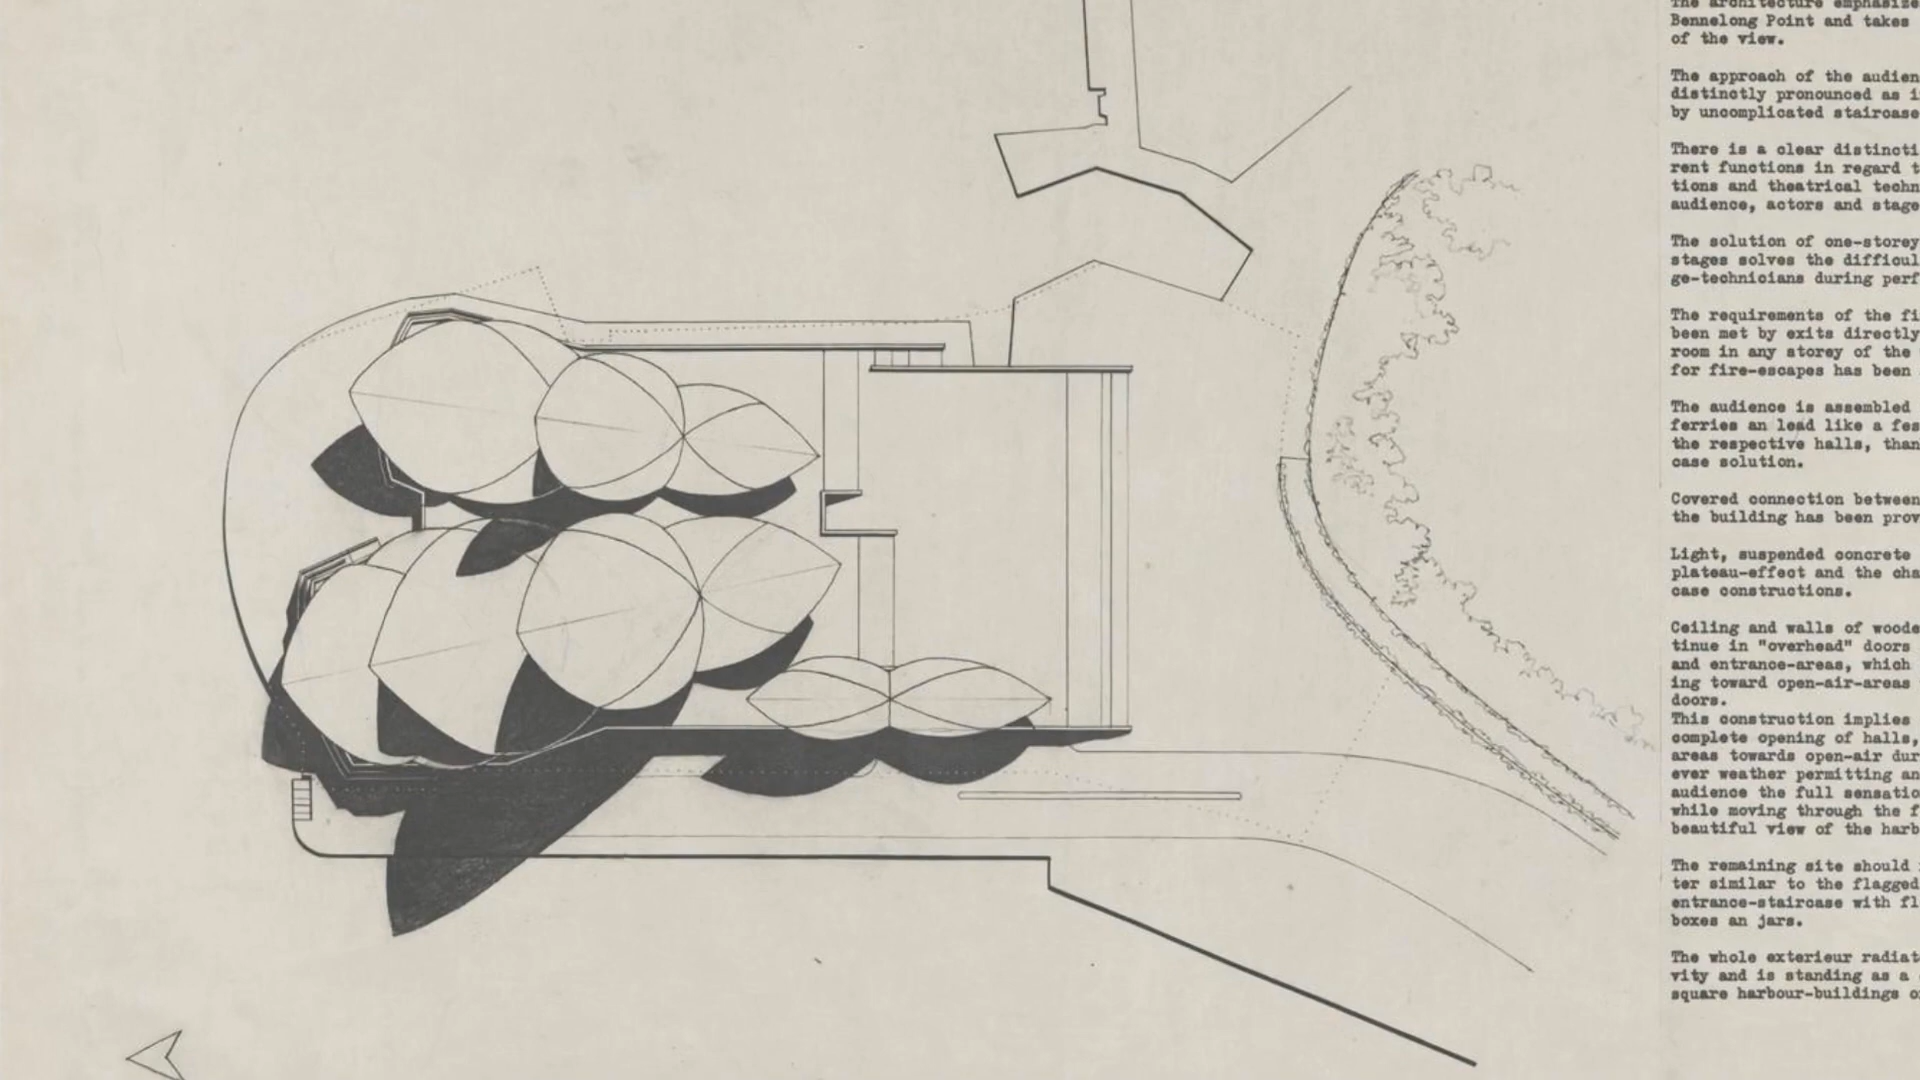 The architecture emphasize
Bennelong Point and takes
of the view.
The approach of the audien
distinctly pronounced as i
by uncomplicated staircase
There is a clear distincti
rent functions in regard t
tions and theatrical techn
audience, actors and stage
The solution of one-storey
stages solves the difficul
ge-technicians during perf
The requirements of the fi
been met by exits directly
room in any storey of the
for fire-escapes has been
The audience is assembled
ferries an lead like a fes
the respective halls, than
case solution.
Covered connection between
the building has been prov
Light, suspended concrete
plateau-effect and the cha
case constructions.
Ceiling and walls of woode
tinue in "overhead" doors
and entrance-areas, which
ing toward open-air-areas
doors.
This construction implies
complete opening of halls,
areas towards open-air dur
ever weather permitting an
audience the full sensatio
while moving through the f
beautiful view of the harb
The remaining site should
ter similar to the flagged
entrance-staircase with fl
boxes an jars.
The whole exterieur radiat
vity and is standing as a
square harbour-buildings o